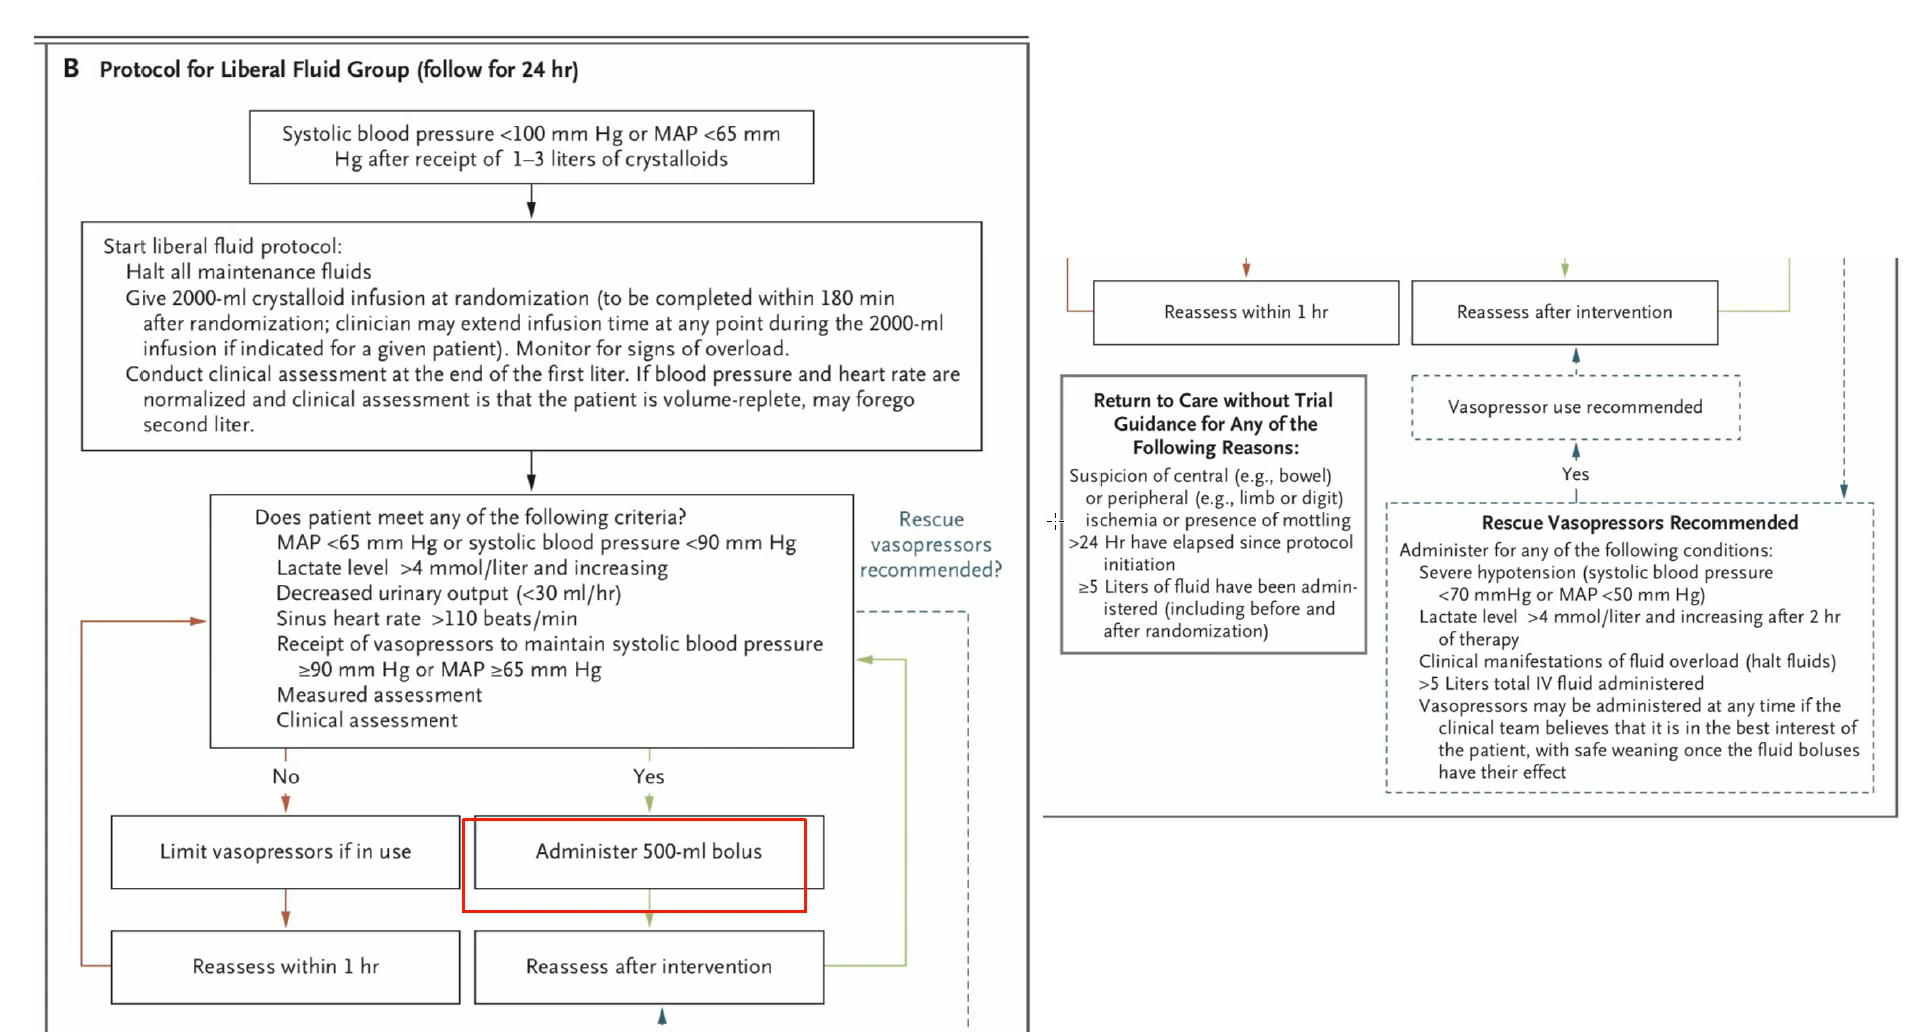 B Protocol for Liberal Fluid Group (follow for 24 hr)
Systolic blood pressure <100 mm Hg or MAP <65 mm
Hg after receipt of 1–3 liters of crystalloids
Start liberal fluid protocol:
Halt all maintenance fluids
Give 2000-ml crystalloid infusion at randomization (to be completed within 180 min
after randomization; clinician may extend infusion time at any point during the 2000-ml
infusion if indicated for a given patient). Monitor for signs of overload.
Conduct clinical assessment at the end of the first liter. If blood pressure and heart rate are
normalized and clinical assessment is that the patient is volume-replete, may forego
second liter.
Does patient meet any of the following criteria?
MAP <65 mm Hg or systolic blood pressure <90 mm Hg
Lactate level >4 mmol/liter and increasing
Decreased urinary output (<30 ml/hr)
Sinus heart rate >110 beats/min
Receipt of vasopressors to maintain systolic blood pressure
≥90 mm Hg or MAP ≥65 mm Hg
Measured assessment
Clinical assessment
Rescue
vasopressors
recommended?
No
Yes
Limit vasopressors if in use
Administer 500-ml bolus
Reassess within 1 hr
Reassess after intervention
Reassess within 1 hr
Reassess after intervention
Vasopressor use recommended
Yes
Return to Care without Trial
Guidance for Any of the
Following Reasons:
Suspicion of central (e.g., bowel)
or peripheral (e.g., limb or digit)
ischemia or presence of mottling
>24 Hr have elapsed since protocol
initiation
≥5 Liters of fluid have been admin-
istered (including before and
after randomization)
Rescue Vasopressors Recommended
Administer for any of the following conditions:
Severe hypotension (systolic blood pressure
<70 mmHg or MAP <50 mm Hg)
Lactate level >4 mmol/liter and increasing after 2 hr
of therapy
Clinical manifestations of fluid overload (halt fluids)
>5 Liters total IV fluid administered
Vasopressors may be administered at any time if the
clinical team believes that it is in the best interest of
the patient, with safe weaning once the fluid boluses
have their effect